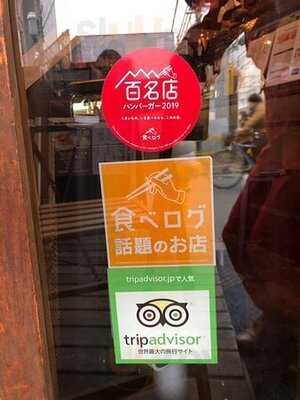 百名店
ハンバーガー2019
食べログ
食べログ
話題のお店
tripadvisor.jpで人気
tripadvisor
世界最大の旅行サイト